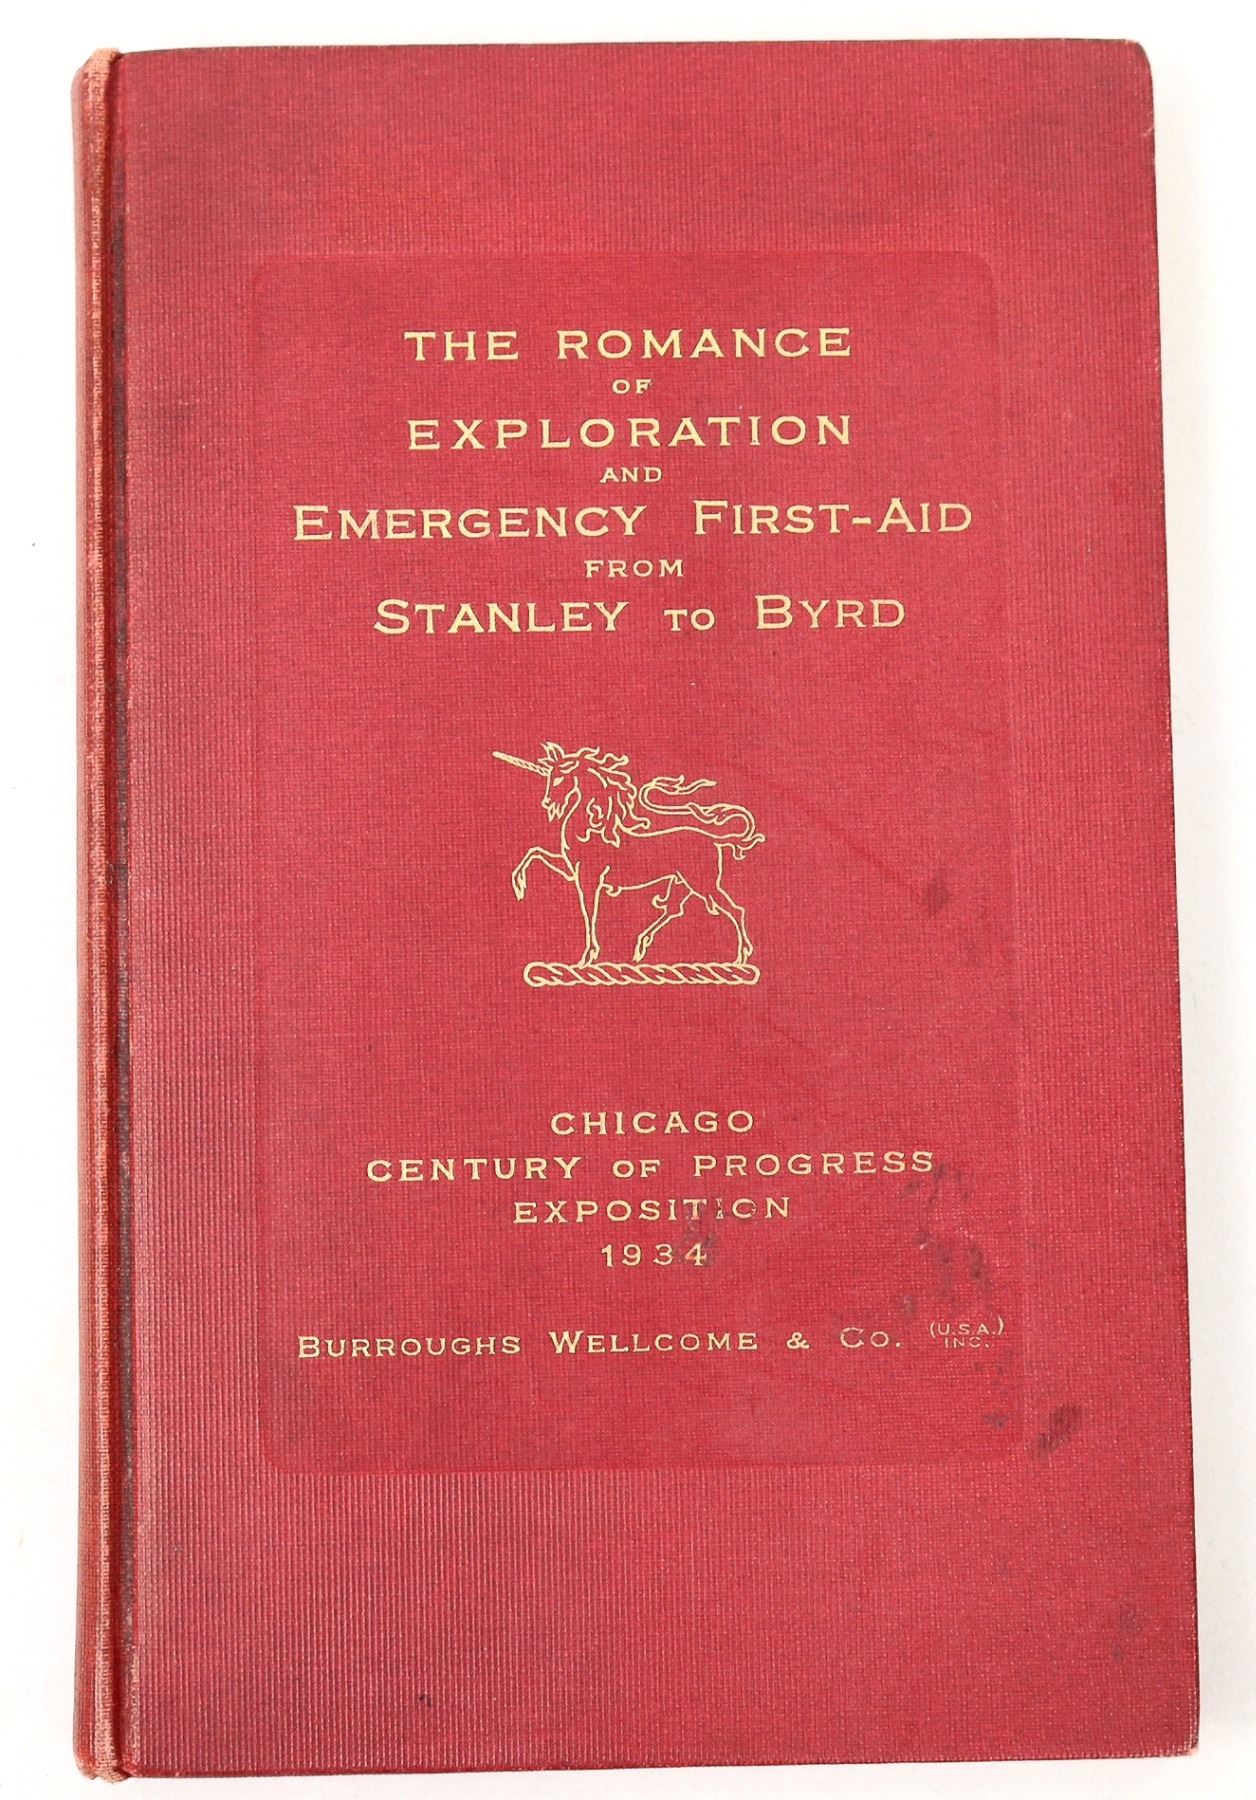 THE ROMANCE
OF
EXPLORATION
AND
EMERGENCY FIRST-AID
FROM
STANLEY TO BYRD
CHICAGO
CENTURY OF PROGRESS
EXPOSITION
1934
BURROUGHS WELLCOME & CO. (U.S.A.) INC.